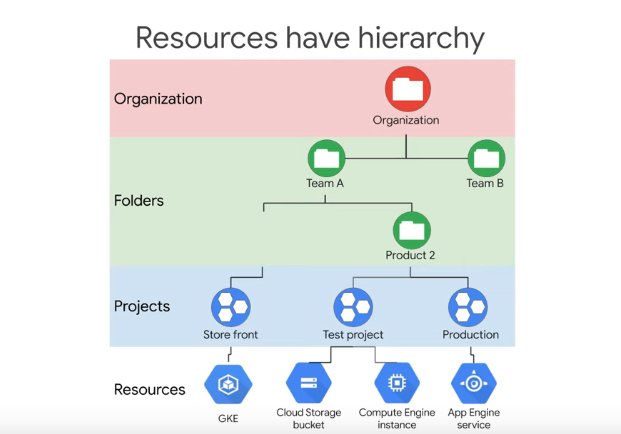 Resources have hierarchy
Organization
Organization
Team A
Team B
Folders
Product 2
Projects
Store front
Test project
Production
Resources
GKE
Cloud Storage
bucket
Compute Engine
instance
App Engine
service